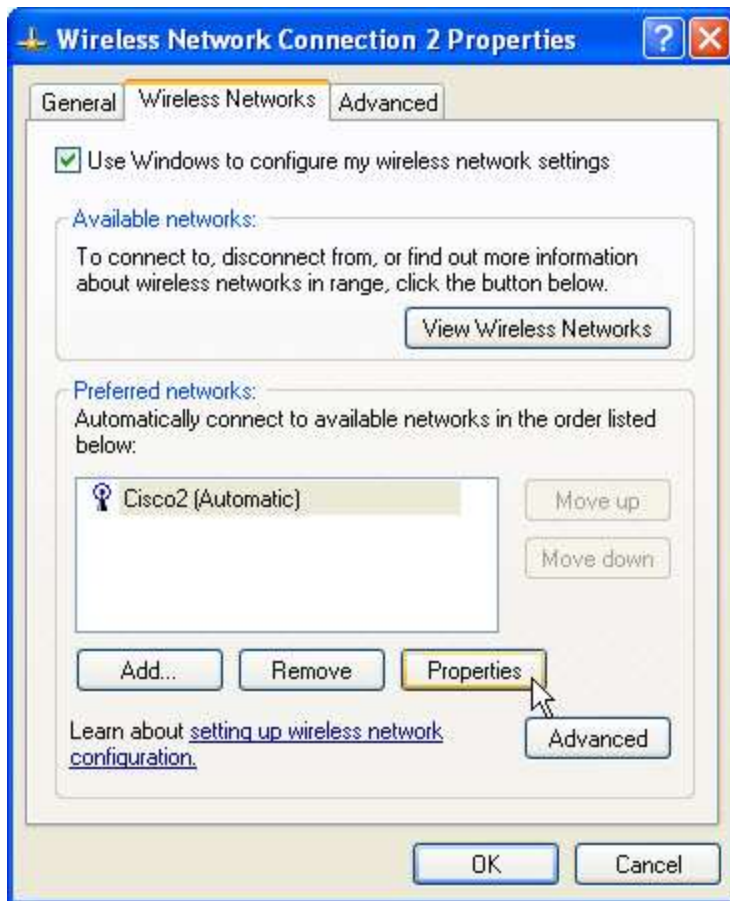 Wireless Network Connection 2 Properties
General
Wireless Networks
Advanced
Use Windows to configure my wireless network settings
Available networks:
To connect to, disconnect from, or find out more information
about wireless networks in range, click the button below.
View Wireless Networks
Preferred networks:
Automatically connect to available networks in the order listed
below:
Cisco2 (Automatic)
Move up
Move down
Add...
Remove
Properties
Learn about setting up wireless network
configuration.
Advanced
OK
Cancel